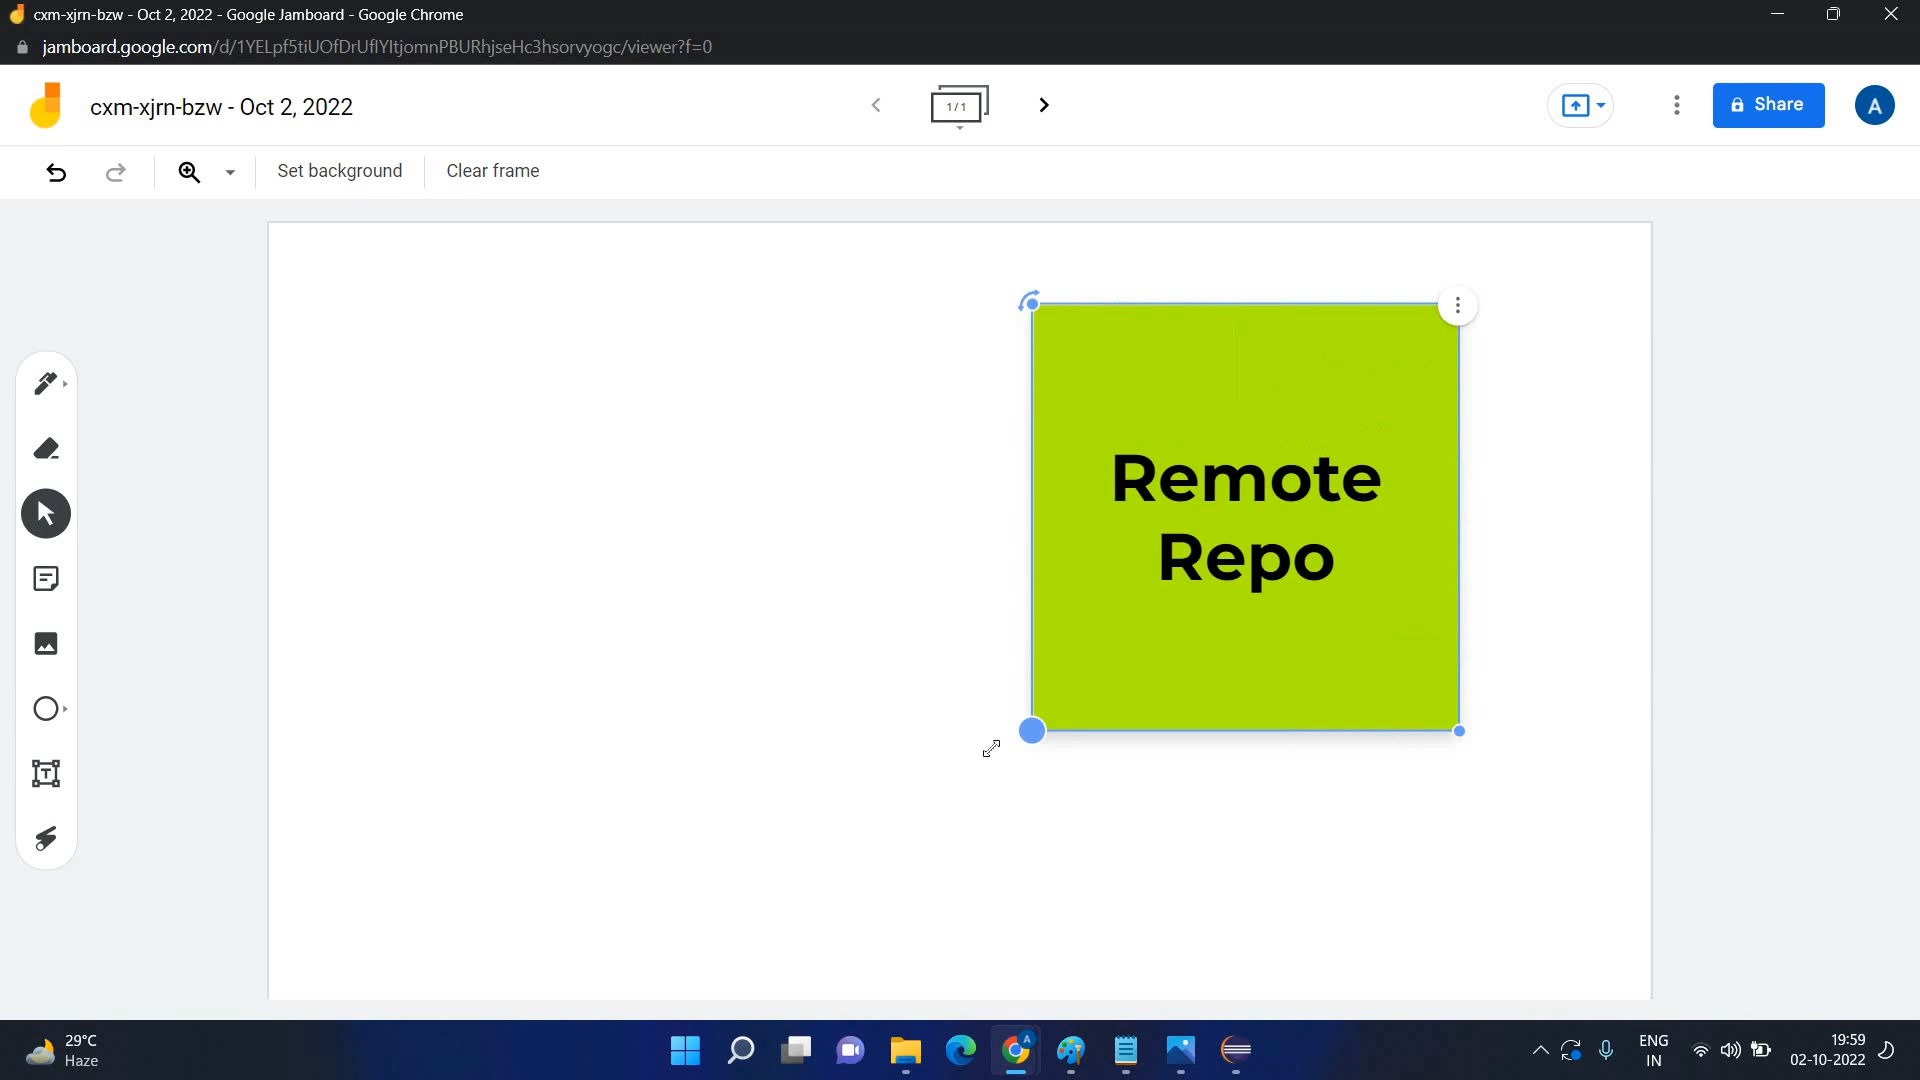 cxm-xjrn-bzw - Oct 2, 2022 - Google Jamboard - Google Chrome
jamboard.google.com/d/1YELpf5tiUOfDrUflYltjomnPBURhjseHc3hsorvyogc/viewer?f=0
cxm-xjrn-bzw - Oct 2, 2022
1 / 1
Share
A
Set background
Clear frame
Remote
Repo
29°C
Haze
A
ENG
IN
19:59
02-10-2022